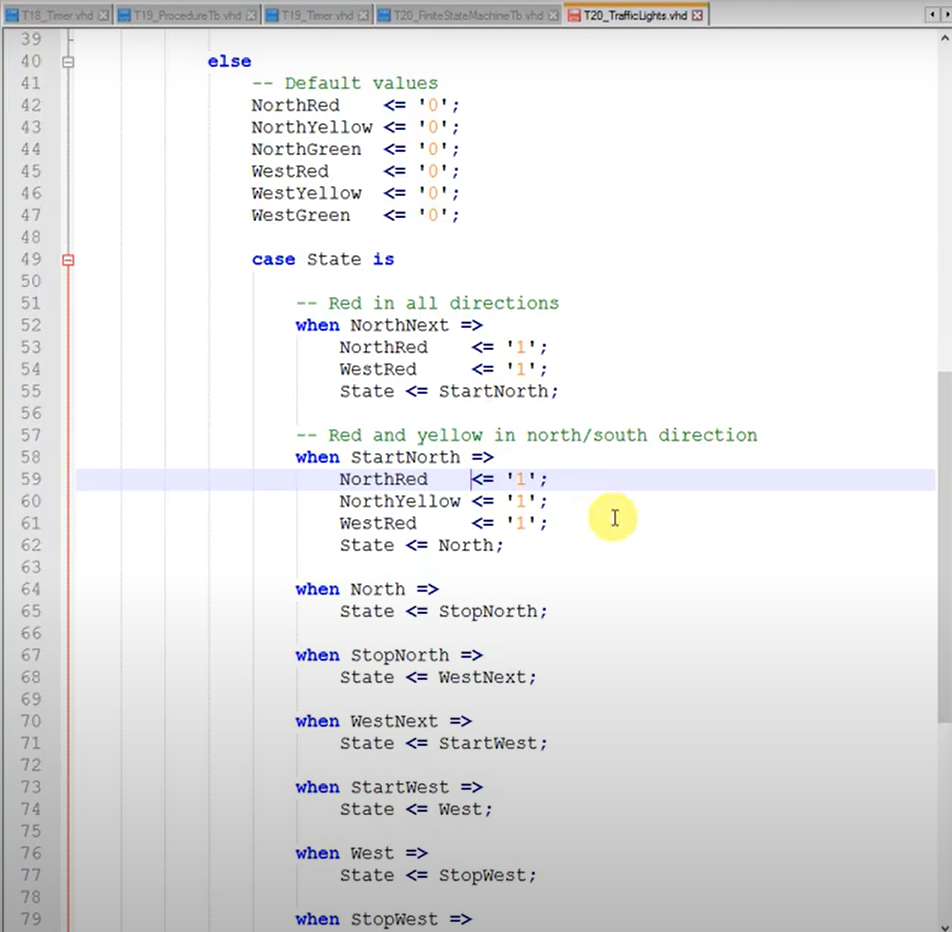 T18_Timer.vhd T19_ProcedureTb.vhd T19_Timer.vhd T20_FiniteStateMachineTb.vhd T20_TrafficLights.vhd
39
40 else
41 -- Default values
42 NorthRed <= '0';
43 NorthYellow <= '0';
44 NorthGreen <= '0';
45 WestRed <= '0';
46 WestYellow <= '0';
47 WestGreen <= '0';
48
49 case State is
50
51 -- Red in all directions
52 when NorthNext =>
53 NorthRed <= '1';
54 WestRed <= '1';
55 State <= StartNorth;
56
57 -- Red and yellow in north/south direction
58 when StartNorth =>
59 NorthRed <= '1';
60 NorthYellow <= '1';
61 WestRed <= '1';
62 State <= North;
63
64 when North =>
65 State <= StopNorth;
66
67 when StopNorth =>
68 State <= WestNext;
69
70 when WestNext =>
71 State <= StartWest;
72
73 when StartWest =>
74 State <= West;
75
76 when West =>
77 State <= StopWest;
78
79 when StopWest =>